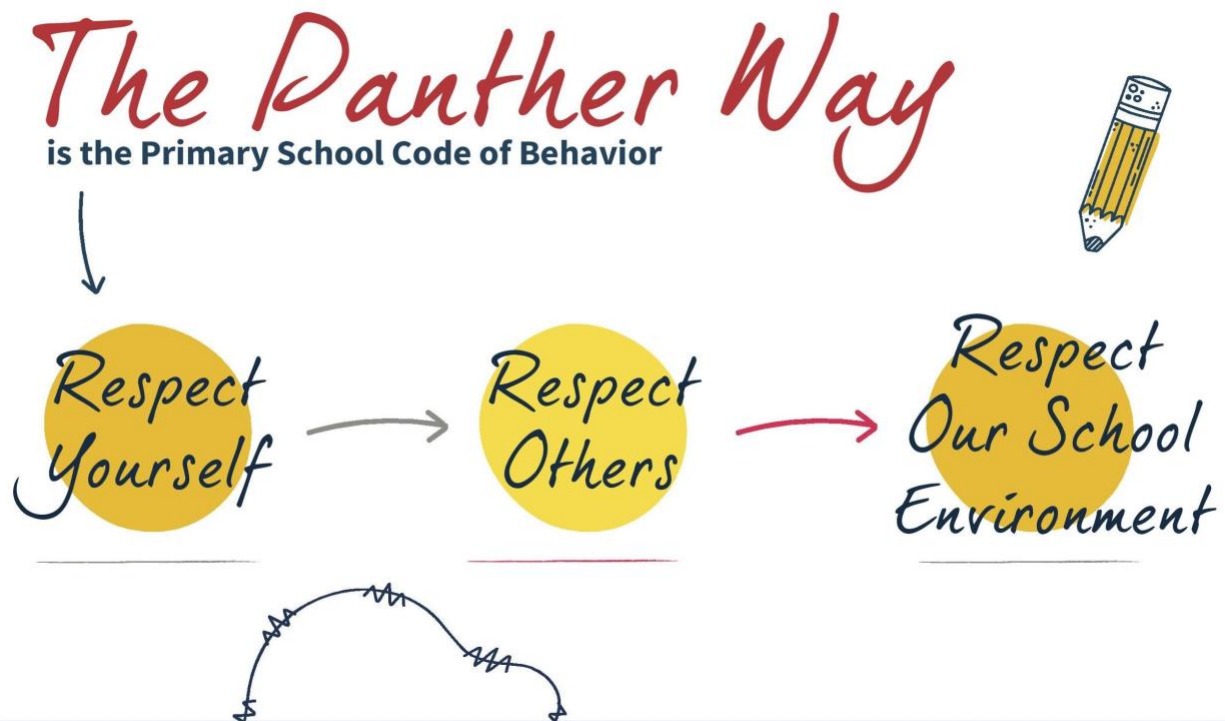 The Panther Way
is the Primary School Code of Behavior
Respect
Yourself
Respect
Others
Respect
Our School
Environment